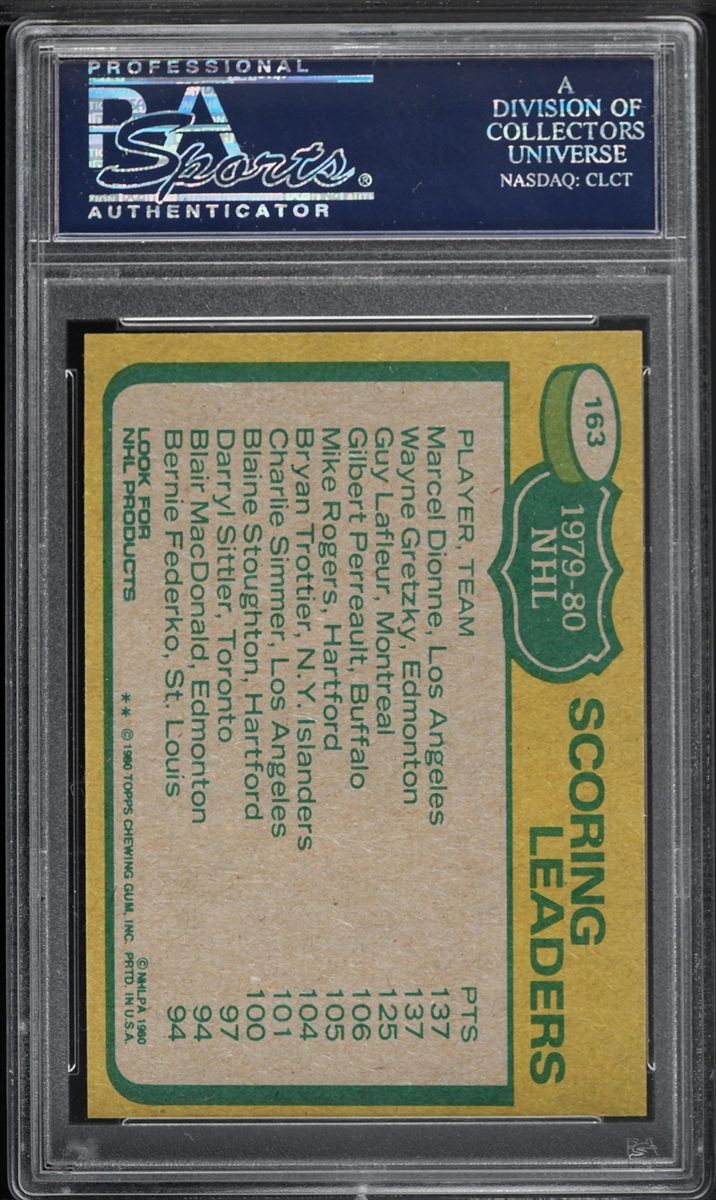 PROFESSIONAL
PSA
Sports®
AUTHENTICATOR
A
DIVISION OF
COLLECTORS
UNIVERSE
NASDAQ: CLCT
163
1979-80
NHL
SCORING
LEADERS
PLAYER, TEAM PTS
Marcel Dionne, Los Angeles 137
Wayne Gretzky, Edmonton 137
Guy Lafleur, Montreal 125
Gilbert Perreault, Buffalo 106
Mike Rogers, Hartford 105
Bryan Trottier, N.Y. Islanders 104
Charlie Simmer, Los Angeles 101
Blaine Stoughton, Hartford 100
Darryl Sittler, Toronto 97
Blair MacDonald, Edmonton 94
Bernie Federko, St. Louis 94
LOOK FOR
NHL PRODUCTS
© NHLPA 1980
** © 1980 TOPPS CHEWING GUM, INC. PRTD. IN U.S.A.
PSA